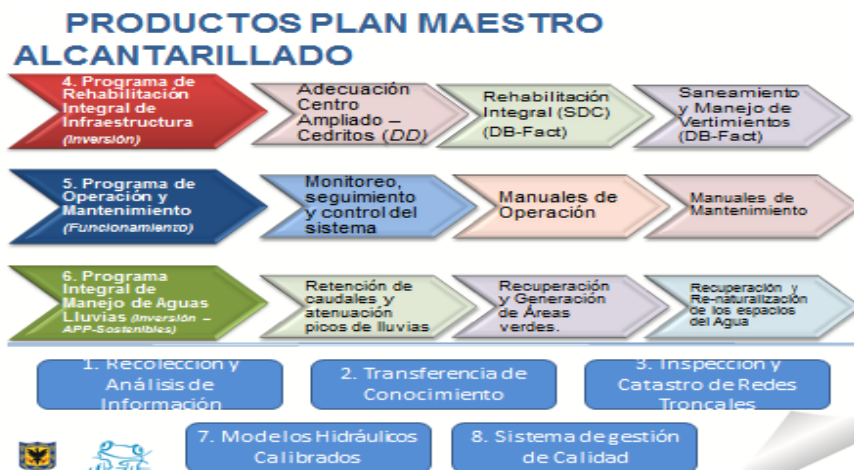 PRODUCTOS PLAN MAESTRO
ALCANTARILLADO
4. Programa de
Rehabilitación
Integral de
Infraestructura
(Inversión)
Adecuación
Centro
Ampliado –
Cedritos (DD)
Rehabilitación
Integral (SDC)
(DB-Fact)
Saneamiento
y Manejo de
Vertimientos
(DB-Fact)
5. Programa de
Operación y
Mantenimiento
(Funcionamiento)
Monitoreo,
seguimiento
y control del
sistema
Manuales de
Operación
Manuales de
Mantenimiento
6. Programa
Integral de
Manejo de Aguas
Lluvias (Inversión –
APP-Sostenibles)
Retención de
caudales y
atenuación
picos de lluvias
Recuperación
y Generación
de Áreas
verdes.
Recuperación y
Re-naturalización
de los espacios
del Agua
1. Recolección y
Análisis de
Información
2. Transferencia de
Conocimiento
3. Inspección y
Catastro de Redes
Troncales
7. Modelos Hidráulicos
Calibrados
8. Sistema de gestión
de Calidad